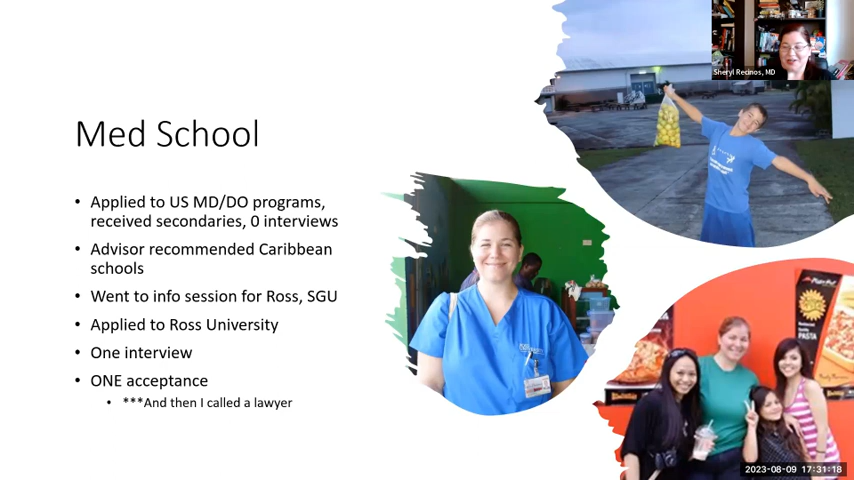 Sheryl Recinos, MD
Med School
• Applied to US MD/DO programs,
received secondaries, 0 interviews
• Advisor recommended Caribbean
schools
• Went to info session for Ross, SGU
• Applied to Ross University
• One interview
• ONE acceptance
• ***And then I called a lawyer
PASTA
2023-08-09 17:31:18